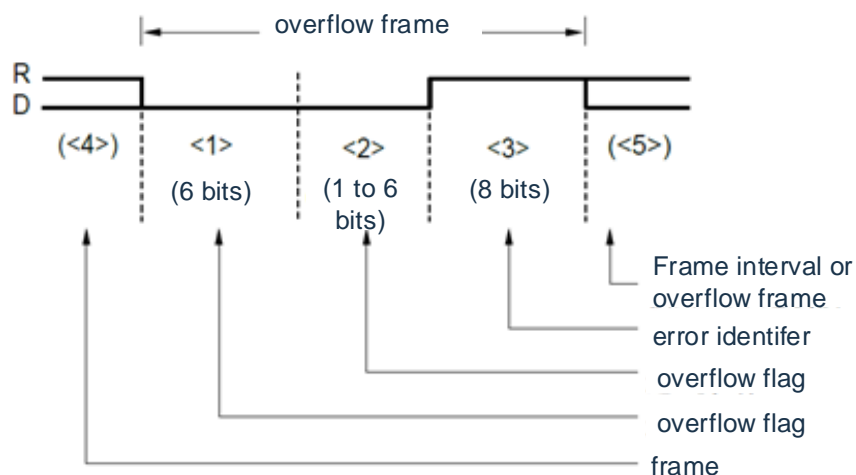 overflow frame
R
D
(<4>)
<1>
<2>
<3>
(<5>)
(6 bits)
(1 to 6
bits)
(8 bits)
Frame interval or
overflow frame
error identifer
overflow flag
overflow flag
frame